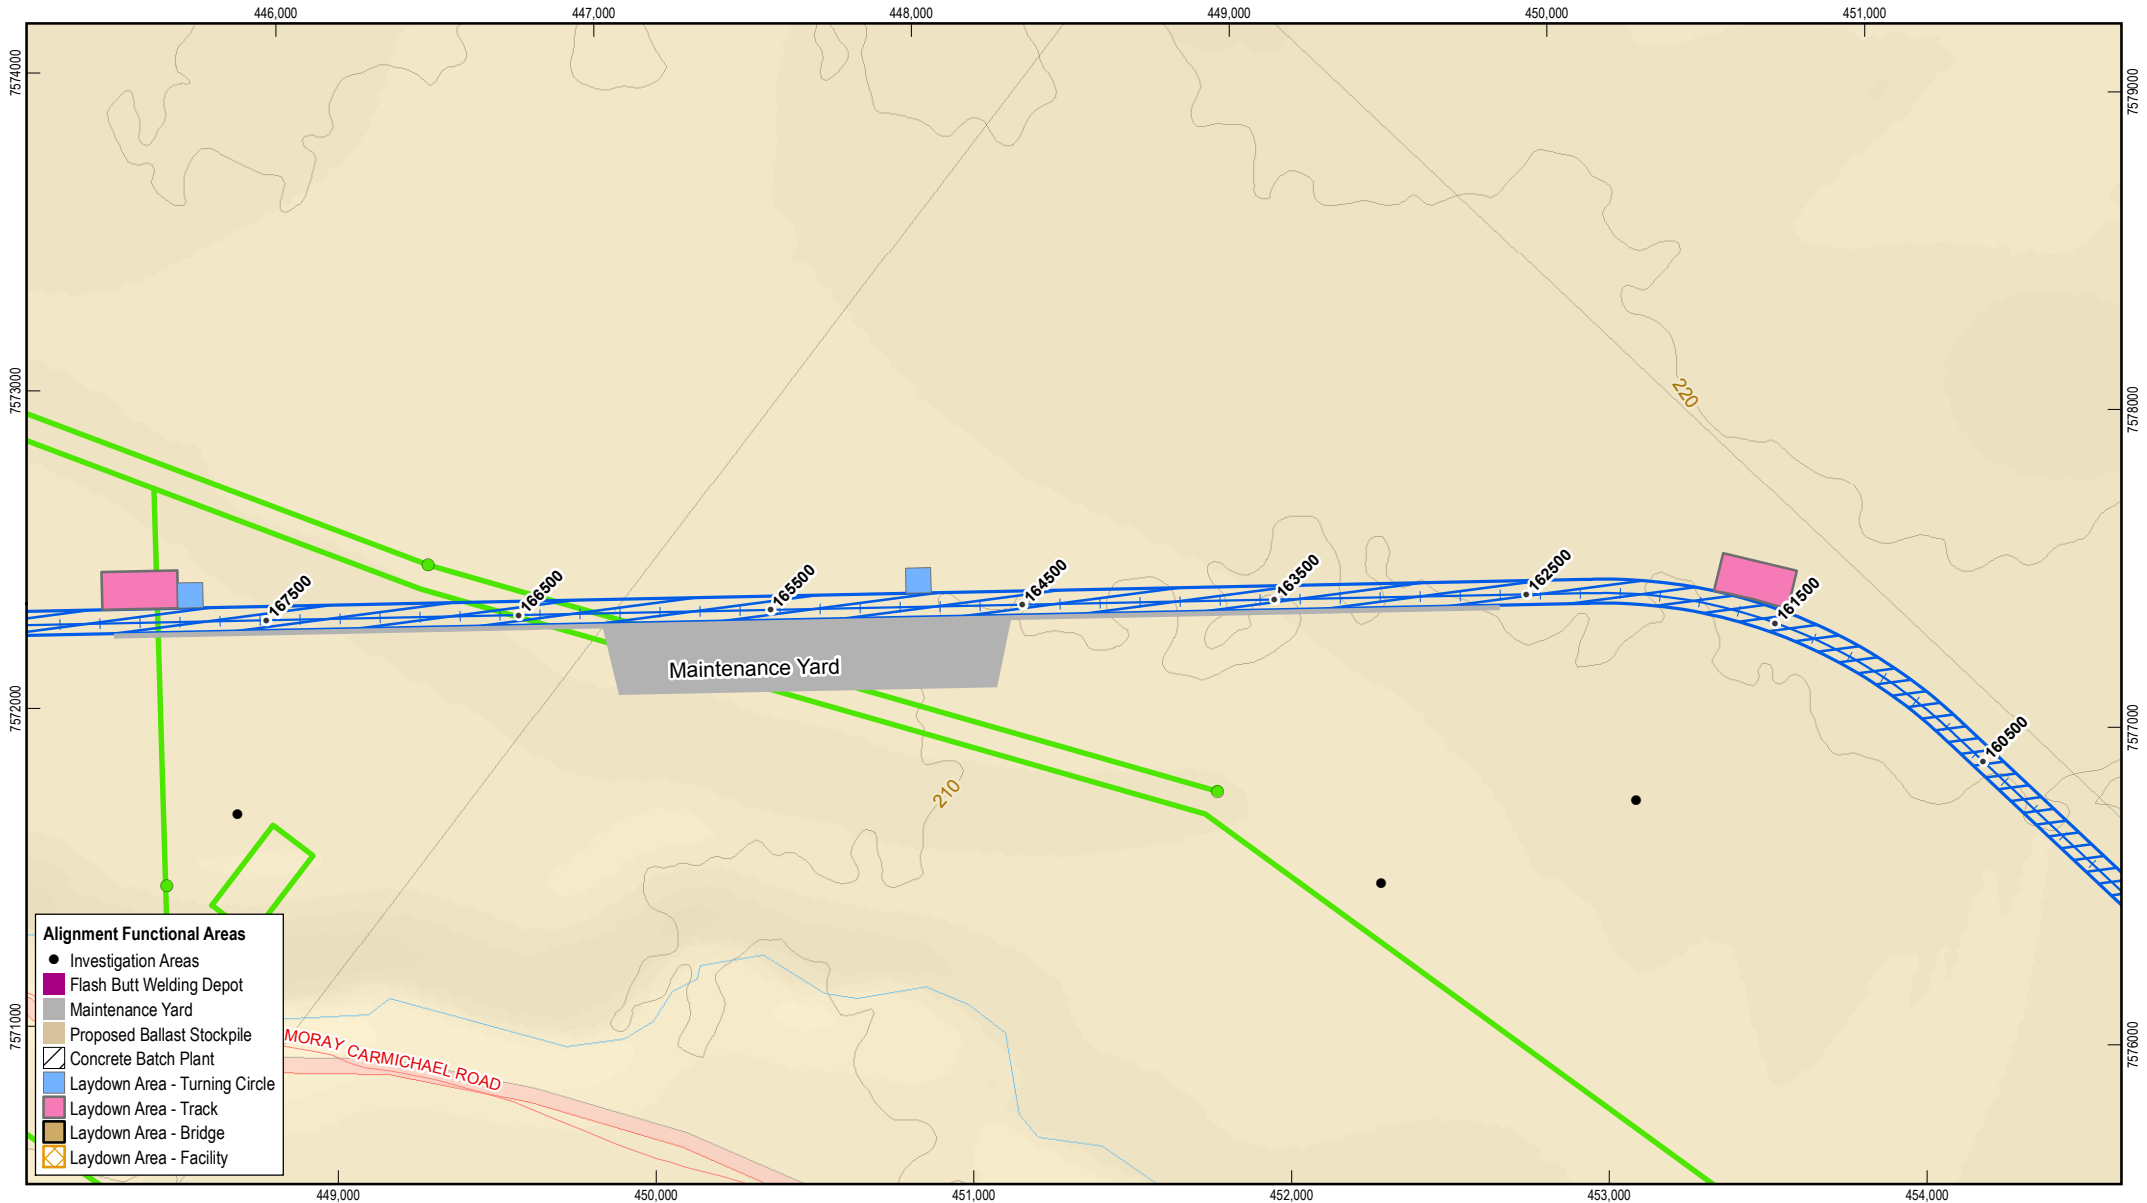 446,000
447,000
448,000
449,000
450,000
451,000
7574000
7579000
7573000
7578000
220
167500
166500
165500
164500
163500
162500
161500
160500
Maintenance Yard
7572000
7577000
210
Alignment Functional Areas
Investigation Areas
Flash Butt Welding Depot
Maintenance Yard
Proposed Ballast Stockpile
Concrete Batch Plant
Laydown Area - Turning Circle
Laydown Area - Track
Laydown Area - Bridge
Laydown Area - Facility
7571000
MORAY CARMICHAEL ROAD
7576000
449,000
450,000
451,000
452,000
453,000
454,000